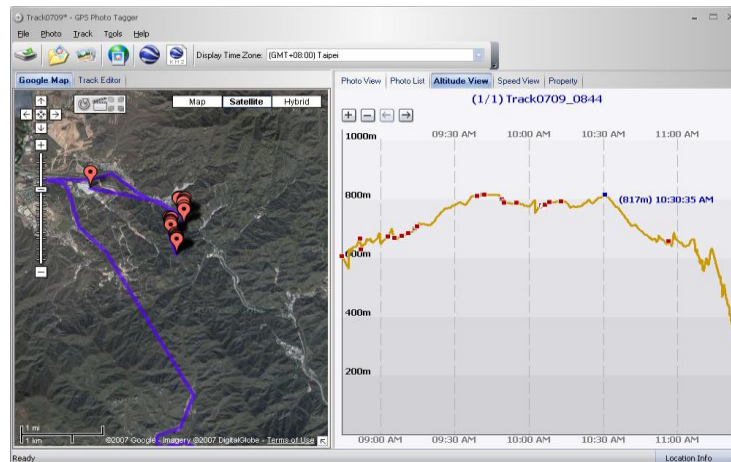 Track0709* - GPS Photo Tagger
File Photo Track Tools Help
KMZ
Display Time Zone: (GMT+08:00) Taipei
Google Map Track Editor
Map Satellite Hybrid
1 mi
1 km
©2007 Google - Imagery ©2007 DigitalGlobe - Terms of Use
Photo View Photo List Altitude View Speed View Property
(1/1) Track0709_0844
1000m 09:30 AM 10:00 AM 10:30 AM 11:00 AM
800m
(817m) 10:30:35 AM
600m
400m
200m
09:00 AM 09:30 AM 10:00 AM 10:30 AM 11:00 AM
Ready Location Info